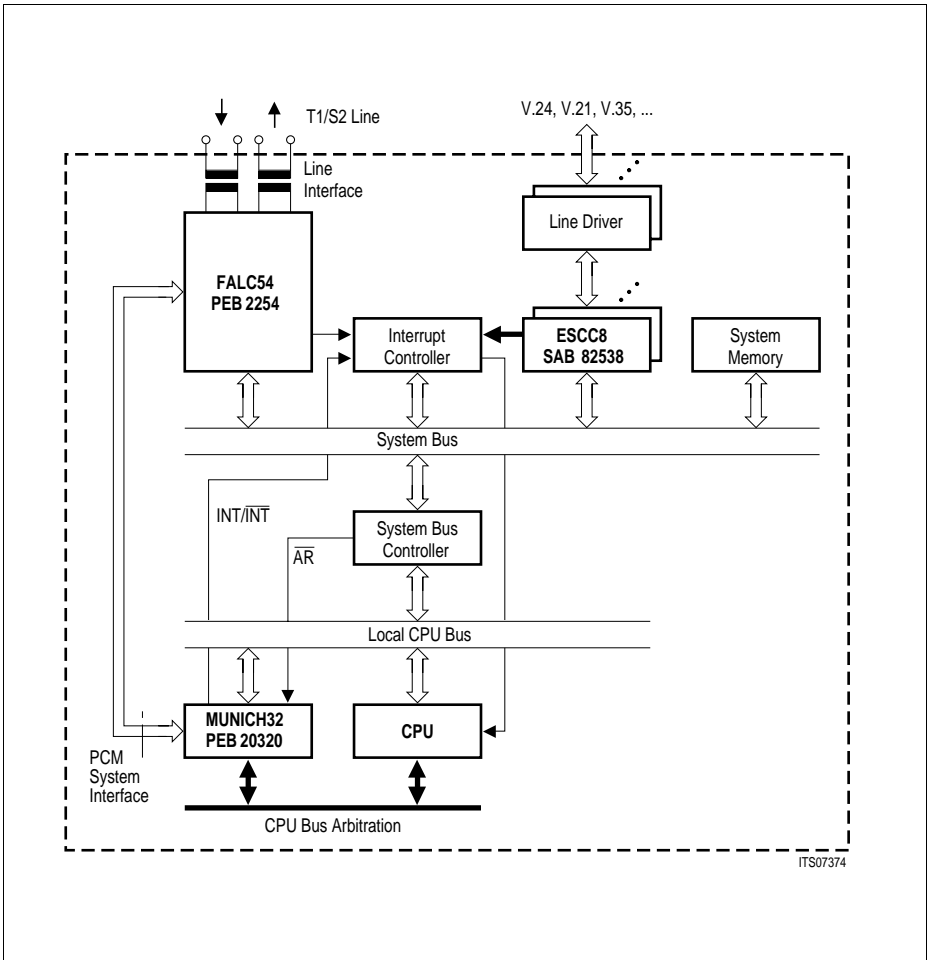 T1/S2 Line
V.24, V.21, V.35, ...
Line
Interface
Line Driver
FALC54
PEB 2254
Interrupt
Controller
ESCC8
SAB 82538
System
Memory
System Bus
INT/I̅N̅T̅
System Bus
Controller
A̅R̅
Local CPU Bus
MUNICH32
PEB 20320
CPU
PCM
System
Interface
CPU Bus Arbitration
ITS07374